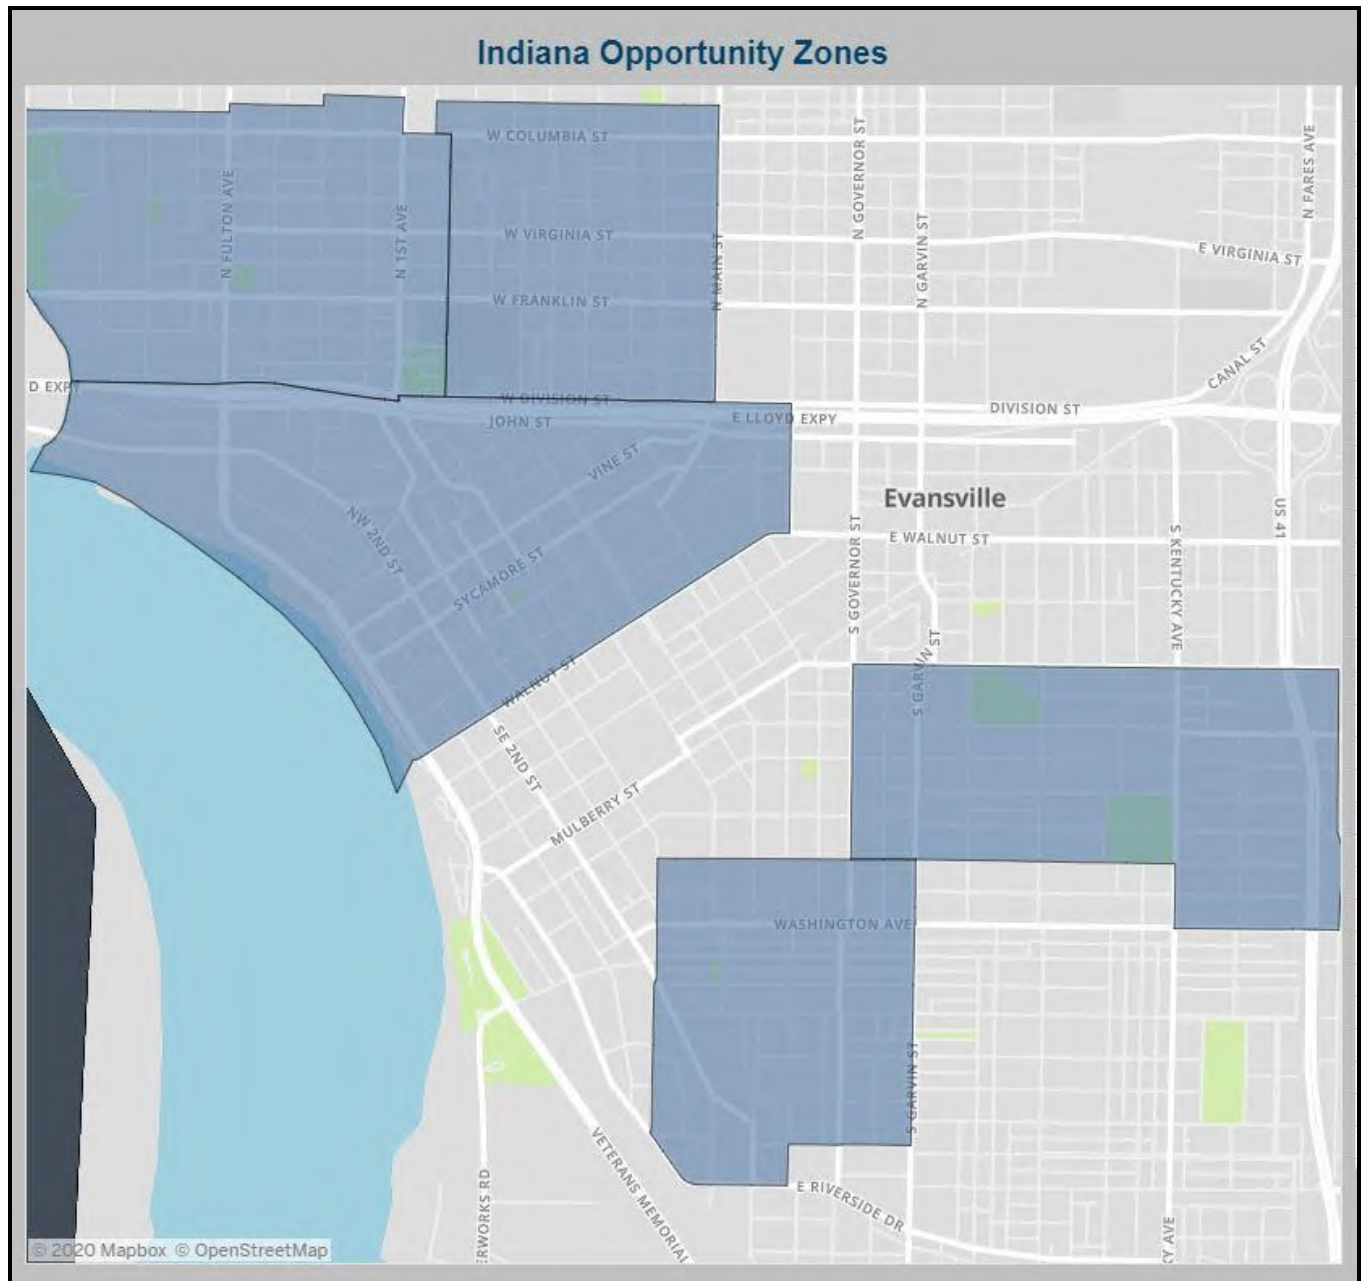 Indiana Opportunity Zones
W COLUMBIA ST
N GOVERNOR ST
N FARES AVE
N FULTON AVE
N 1ST AVE
W VIRGINIA ST
N MAIN ST
N GARVIN ST
E VIRGINIA ST
W FRANKLIN ST
CANAL ST
D EXPY
W DIVISION ST
JOHN ST
E LLOYD EXPY
DIVISION ST
VINE ST
Evansville
US 41
NW 2ND ST
E WALNUT ST
S GOVERNOR ST
S KENTUCKY AVE
SYCAMORE ST
S GARVIN ST
WALNUT ST
SE 2ND ST
MULBERRY ST
WASHINGTON AVE
S GARVIN ST
VETERANS MEMORIAL
E RIVERSIDE DR
ERWORKS RD
CY AVE
© 2020 Mapbox © OpenStreetMap